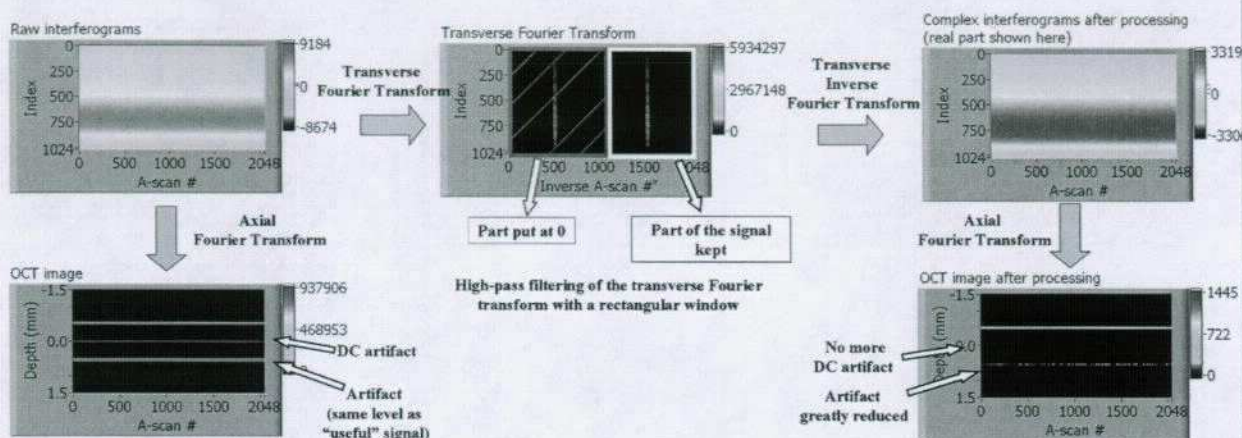 Raw interferograms
0
250
500
750
1024
Index
0 500 1000 1500 2048
A-scan #
9184
0
-8674
Transverse
Fourier Transform
Transverse Fourier Transform
0
250
500
750
1024
Index
0 500 1000 1500 2048
Inverse A-scan #"
5934297
2967148
0
Part put at 0
Part of the signal
kept
High-pass filtering of the transverse Fourier
transform with a rectangular window
Transverse
Inverse
Fourier Transform
Complex interferograms after processing
(real part shown here)
0
250
500
750
1024
Index
0 500 1000 1500 2048
A-scan #
3319
0
Axial
Fourier Transform
OCT image
-1.5
0.0
1.5
Depth (mm)
0 500 1000 1500 2048
A-scan #
937906
468953
DC artifact
Artifact
(same level as
"useful" signal)
Axial
Fourier Transform
OCT image after processing
-1.5
1.5
(mm)
0 500 1000 1500 2048
A-scan #
1445
722
0
No more
DC artifact
Artifact
greatly reduced